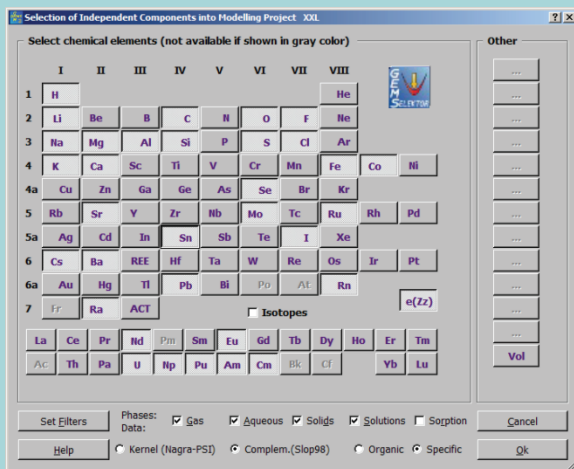 Selection of Independent Components into Modelling Project XXL
Select chemical elements (not available if shown in gray color)
Other
I II III IV V VI VII VIII
1 H He
2 Li Be B C N O F Ne
3 Na Mg Al Si P S Cl Ar
4 K Ca Sc Ti V Cr Mn Fe Co Ni
4a Cu Zn Ga Ge As Se Br Kr
5 Rb Sr Y Zr Nb Mo Tc Ru Rh Pd
5a Ag Cd In Sn Sb Te I Xe
6 Cs Ba REE Hf Ta W Re Os Ir Pt
6a Au Hg Tl Pb Bi Po At Rn
7 Fr Ra ACT
Isotopes
e(Zz)
La Ce Pr Nd Pm Sm Eu Gd Tb Dy Ho Er Tm
Ac Th Pa U Np Pu Am Cm Bk Cf Yb Lu
GEMS
SELEKTOR
...
...
...
...
...
...
...
...
...
...
...
...
Vol
Set Filters
Phases:
Data:
Gas Aqueous Solids Solutions Sorption
Cancel
Help
Kernel (Nagra-PSI) Complem.(Slop98) Organic Specific
Ok